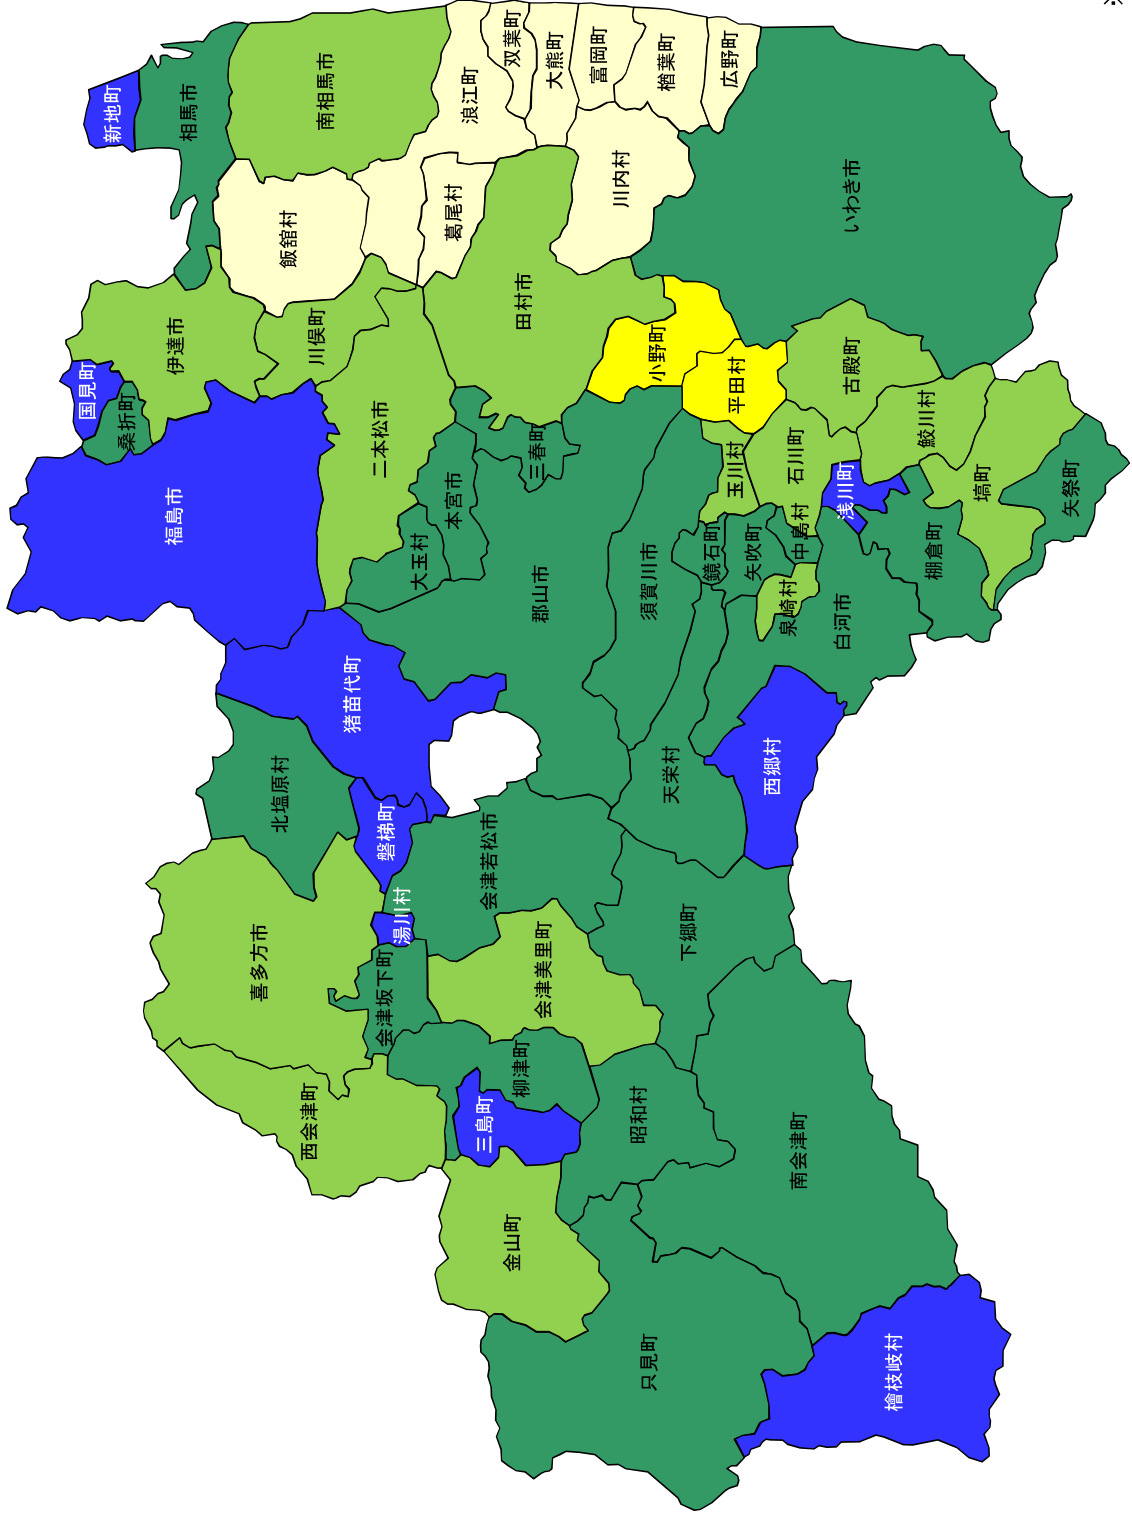 ※
新地町
相馬市
南相馬市
浪江町
双葉町
大熊町
富岡町
楢葉町
広野町
飯舘村
葛尾村
川内村
いわき市
伊達市
国見町
桑折町
川俣町
田村市
小野町
平田村
古殿町
福島市
二本松市
本宮市
大玉村
三春町
郡山市
須賀川市
玉川村
石川町
鮫川村
浅川町
塙町
矢祭町
棚倉町
鏡石町
矢吹町
中島村
泉崎村
白河市
猪苗代町
北塩原村
磐梯町
会津若松市
天栄村
西郷村
湯川村
喜多方市
会津坂下町
会津美里町
下郷町
西会津町
柳津町
三島町
昭和村
南会津町
金山町
只見町
檜枝岐村